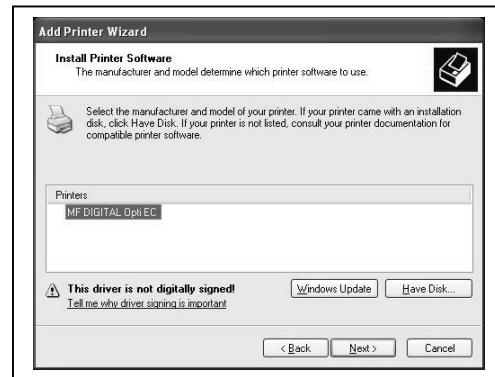 Add Printer Wizard
Install Printer Software
The manufacturer and model determine which printer software to use.
Select the manufacturer and model of your printer. If your printer came with an installation
disk, click Have Disk. If your printer is not listed, consult your printer documentation for
compatible printer software.
Printers
MF DIGITAL Opti EC
This driver is not digitally signed!
Tell me why driver signing is important
Windows Update
Have Disk...
< Back
Next >
Cancel